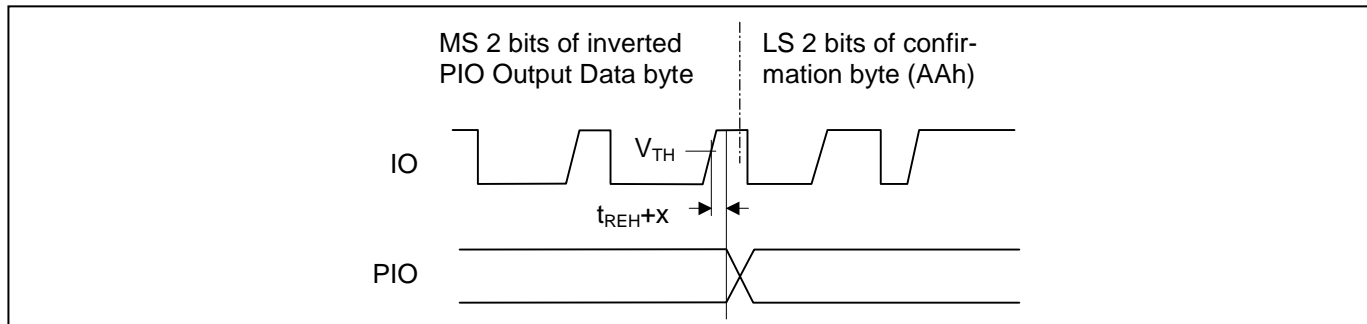 MS 2 bits of inverted
PIO Output Data byte
LS 2 bits of confir-
mation byte (AAh)
IO
VTH
tREH+x
PIO